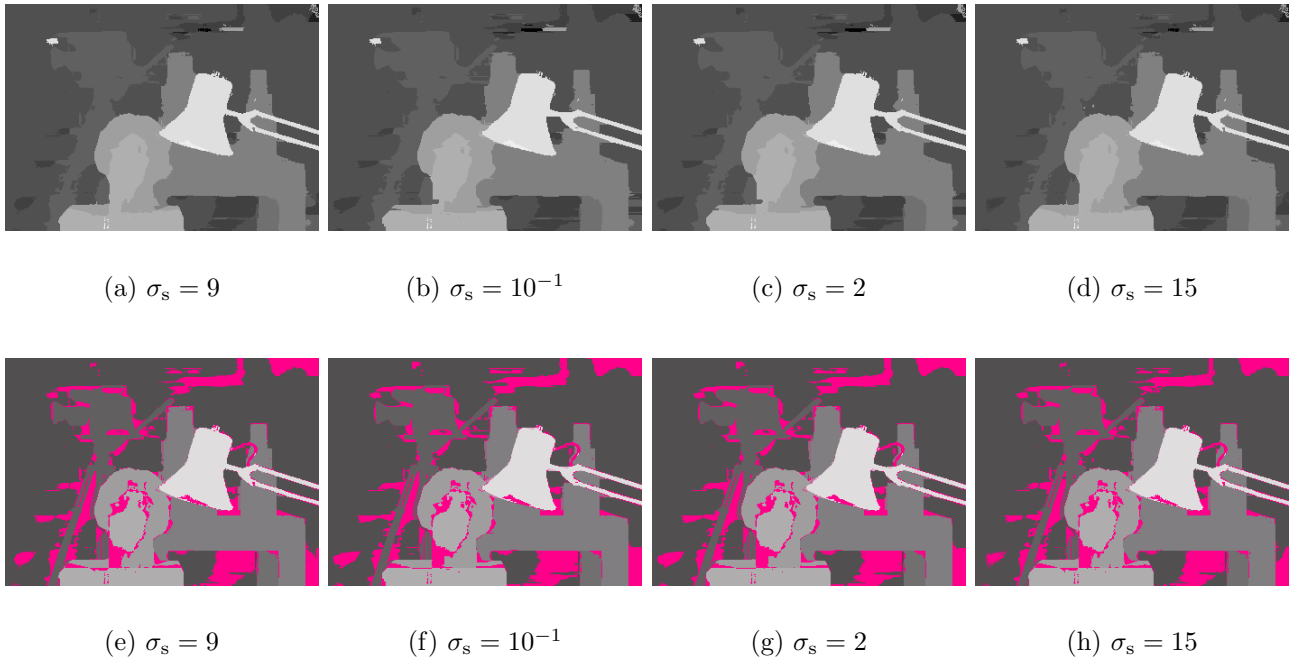 (a) σₛ = 9
(b) σₛ = 10⁻¹
(c) σₛ = 2
(d) σₛ = 15
(e) σₛ = 9
(f) σₛ = 10⁻¹
(g) σₛ = 2
(h) σₛ = 15